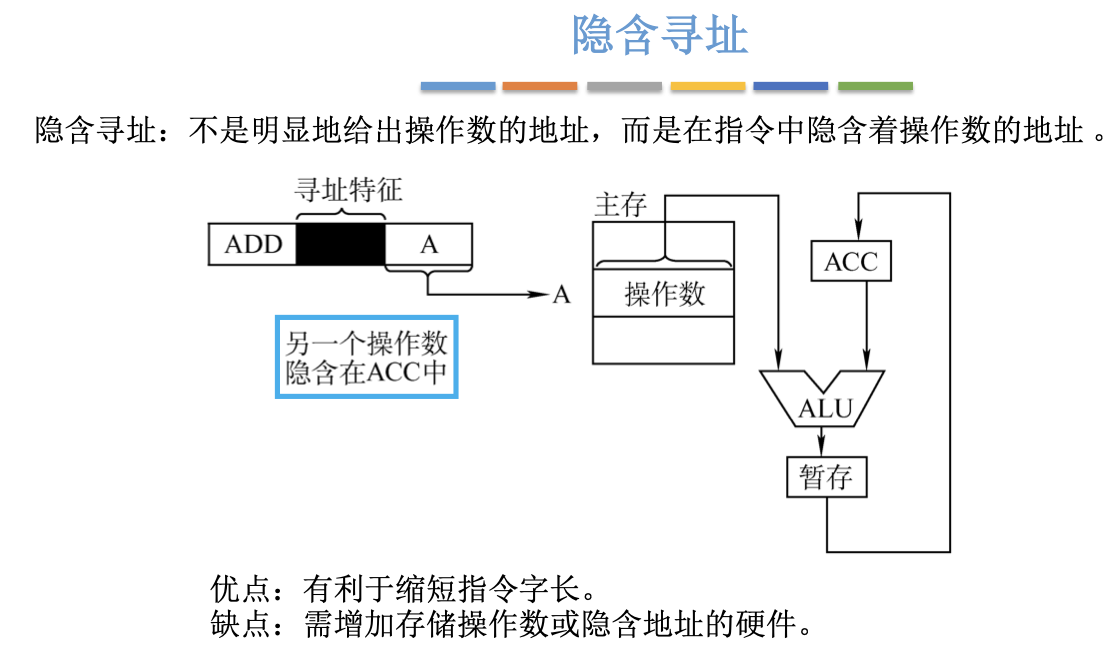 隐含寻址
隐含寻址：不是明显地给出操作数的地址，而是在指令中隐含着操作数的地址 。
寻址特征
主存
ADD
A
ACC
A
操作数
另一个操作数
隐含在ACC中
ALU
暂存
优点：有利于缩短指令字长。
缺点：需增加存储操作数或隐含地址的硬件。